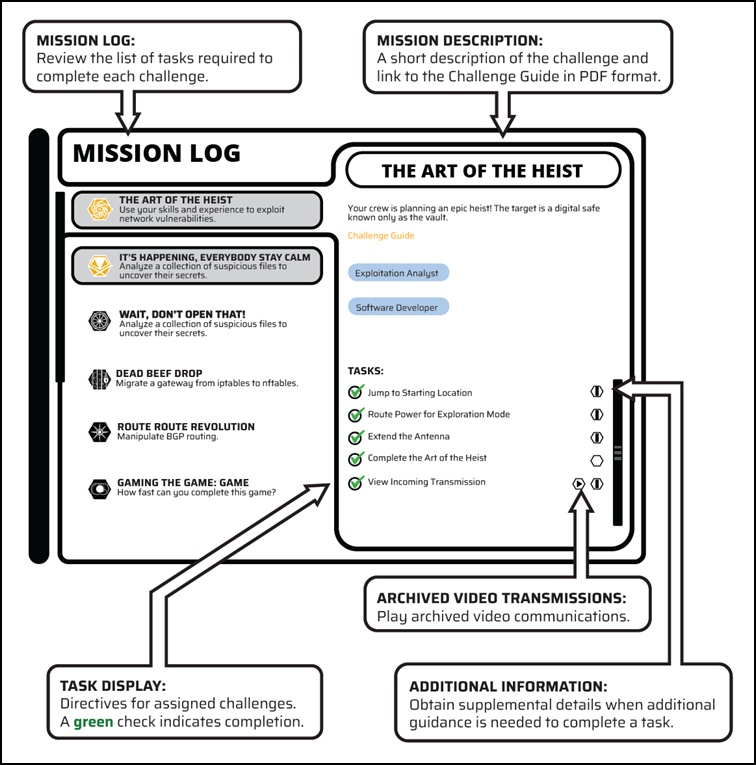 MISSION LOG:
Review the list of tasks required to
complete each challenge.
MISSION DESCRIPTION:
A short description of the challenge and
link to the Challenge Guide in PDF format.
MISSION LOG
THE ART OF THE HEIST
Use your skills and experience to exploit
network vulnerabilities.
IT'S HAPPENING, EVERYBODY STAY CALM
Analyze a collection of suspicious files to
uncover their secrets.
WAIT, DON'T OPEN THAT!
Analyze a collection of suspicious files to
uncover their secrets.
DEAD BEEF DROP
Migrate a gateway from iptables to nftables.
ROUTE ROUTE REVOLUTION
Manipulate BGP routing.
GAMING THE GAME: GAME
How fast can you complete this game?
THE ART OF THE HEIST
Your crew is planning an epic heist! The target is a digital safe
known only as the vault.
Challenge Guide
Exploitation Analyst
Software Developer
TASKS:
Jump to Starting Location
Route Power for Exploration Mode
Extend the Antenna
Complete the Art of the Heist
View Incoming Transmission
ARCHIVED VIDEO TRANSMISSIONS:
Play archived video communications.
TASK DISPLAY:
Directives for assigned challenges.
A green check indicates completion.
ADDITIONAL INFORMATION:
Obtain supplemental details when additional
guidance is needed to complete a task.